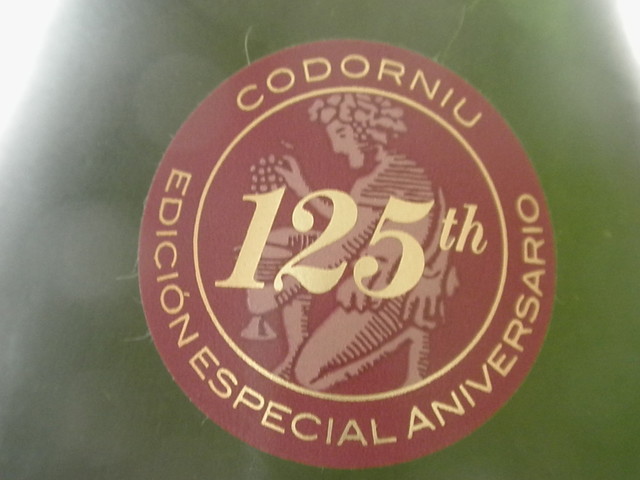 CODORNIU
125th
EDICIÓN ESPECIAL ANIVERSARIO